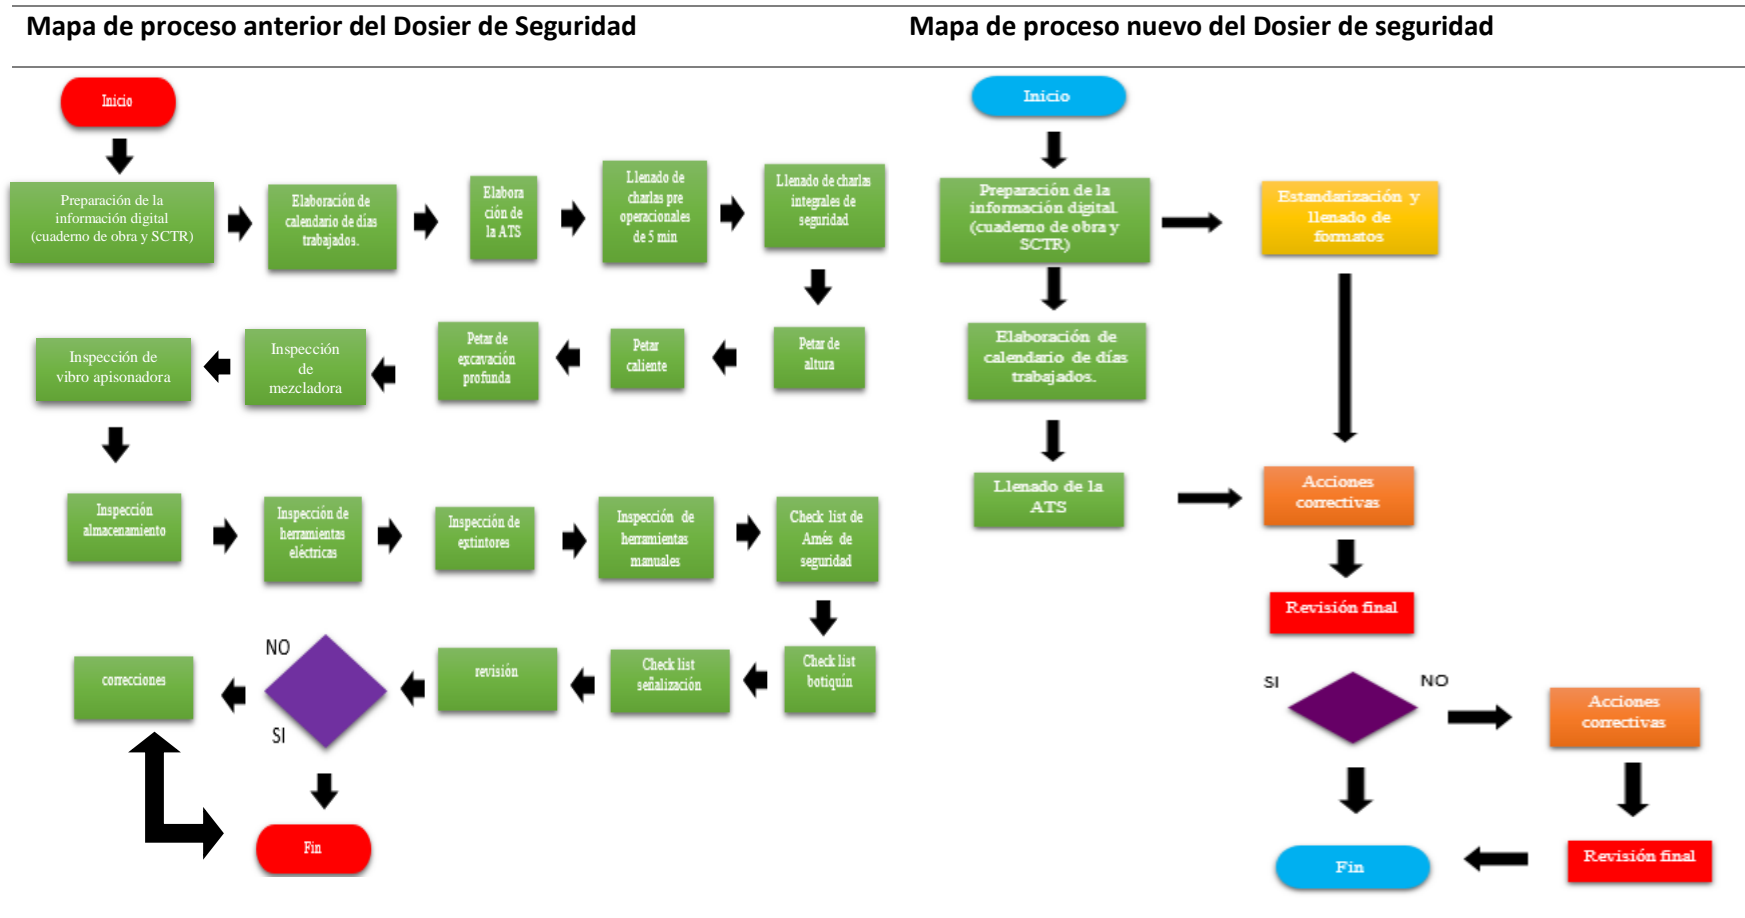 Mapa de proceso anterior del Dosier de Seguridad
Mapa de proceso nuevo del Dosier de seguridad
Inicio
Preparación de la
información digital
(cuaderno de obra y SCTR)
Elaboración de
calendario de días
trabajados.
Elabora
ción de
la ATS
Llenado de
charlas pre
operacionales
de 5 min
Llenado de charlas
integrales de
seguridad
Petar de
altura
Petar
caliente
Petar de
excavación
profunda
Inspección
de
mezcladora
Inspección de
vibro apisonadora
Inspección
almacenamiento
Inspección de
herramientas
eléctricas
Inspección de
extintores
Inspección de
herramientas
manuales
Check list de
Arnés de
seguridad
Check list
botiquín
Check list
señalización
revisión
NO
SI
correcciones
Fin
Inicio
Preparación de la
información digital.
(cuaderno de obra y
SCTR)
Estandarización y
llenado de
formatos
Elaboración de
calendario de días
trabajados.
Llenado de la
ATS
Acciones
correctivas
Revisión final
SI
NO
Acciones
correctivas
Revisión final
Fin